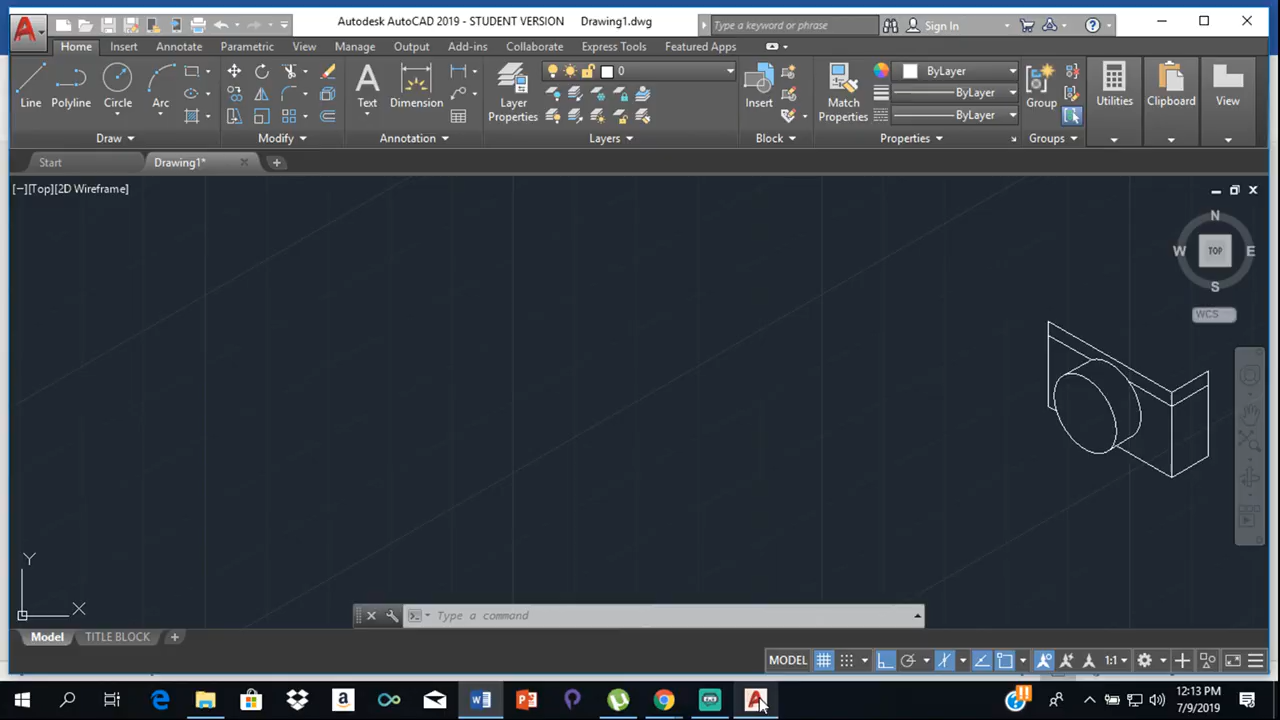 Autodesk AutoCAD 2019 - STUDENT VERSION Drawing1.dwg
Type a keyword or phrase
Sign In
Home Insert Annotate Parametric View Manage Output Add-ins Collaborate Express Tools Featured Apps
0
ByLayer
ByLayer
ByLayer
Line Polyline Circle Arc
Text Dimension
Layer
Properties
Insert
Match
Properties
Group
Utilities Clipboard View
Draw Modify Annotation Layers Block Properties Groups
Start Drawing1*
[−][Top][2D Wireframe]
N
W TOP E
S
WCS
Y
X
Type a command
Model TITLE BLOCK
MODEL 1:1
12:13 PM
7/9/2019